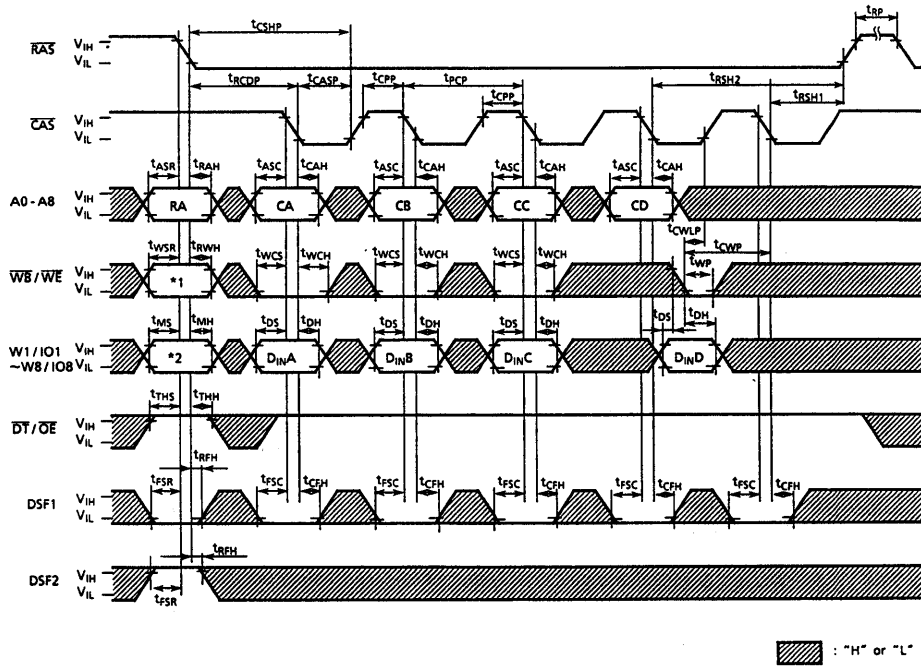 tCSHP tRP
RAS VIH
VIL
tRCDP tCASP tCPP tPCP tRSH2
tCPP tRSH1
CAS VIH
VIL
tASR tRAH tASC tCAH tASC tCAH tASC tCAH tASC tCAH
A0 - A8 VIH
VIL
RA CA CB CC CD
tCWLP
tWSR tRWH tWCS tWCH tWCS tWCH tWCS tWCH tCWP
tWP
WB / WE VIH
VIL
*1
tMS tMH tDS tDH tDS tDH tDS tDH tDS tDH
W1 / IO1
~W8 / IO8
VIH
VIL
*2 DINA DINB DINC DIND
tTHS tTHH
DT / OE VIH
VIL
tRFH
tFSR tFSC tCFH tFSC tCFH tFSC tCFH tFSC tCFH tFSC tCFH
DSF1 VIH
VIL
tRFH
DSF2 VIH
VIL
tFSR
: "H" or "L"